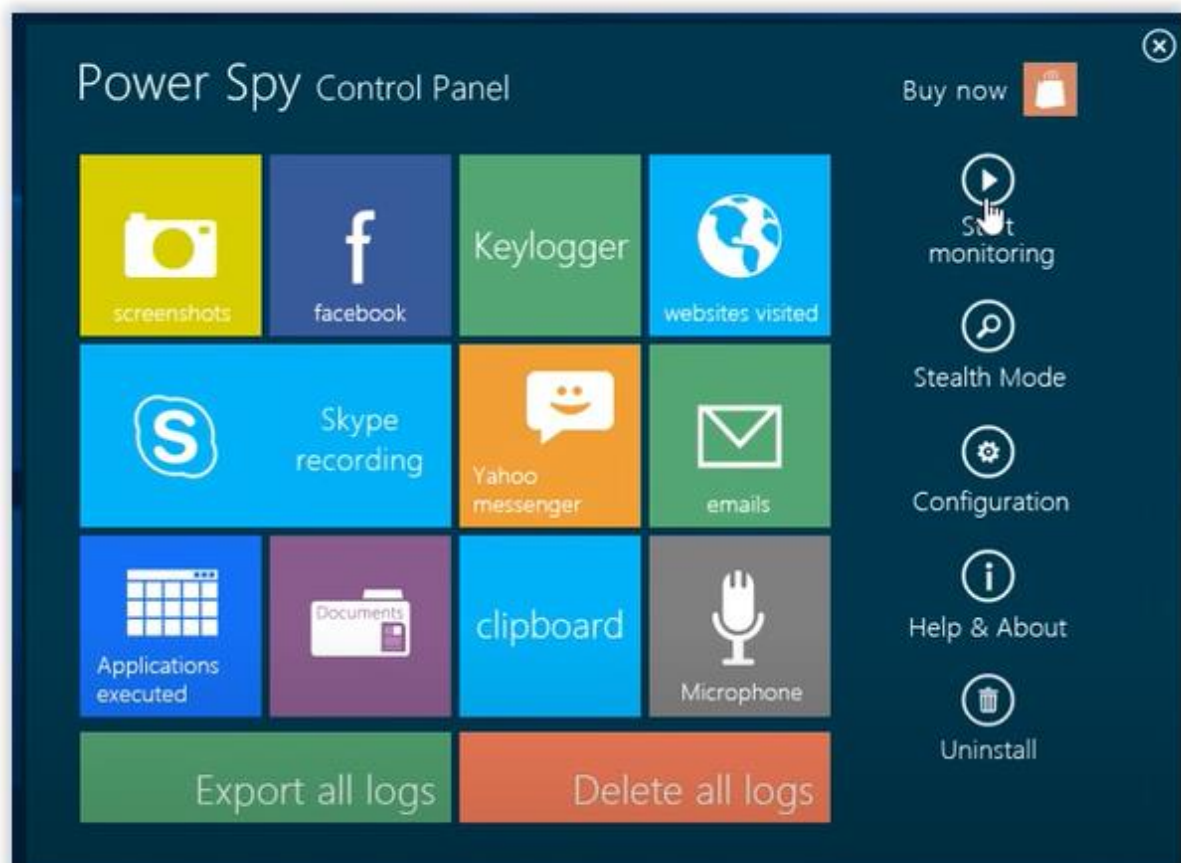 Power Spy Control Panel
Buy now
screenshots
facebook
Keylogger
websites visited
Start
monitoring
Skype
recording
Yahoo
messenger
emails
Stealth Mode
Configuration
Applications
executed
Documents
clipboard
Microphone
Help & About
Uninstall
Export all logs
Delete all logs